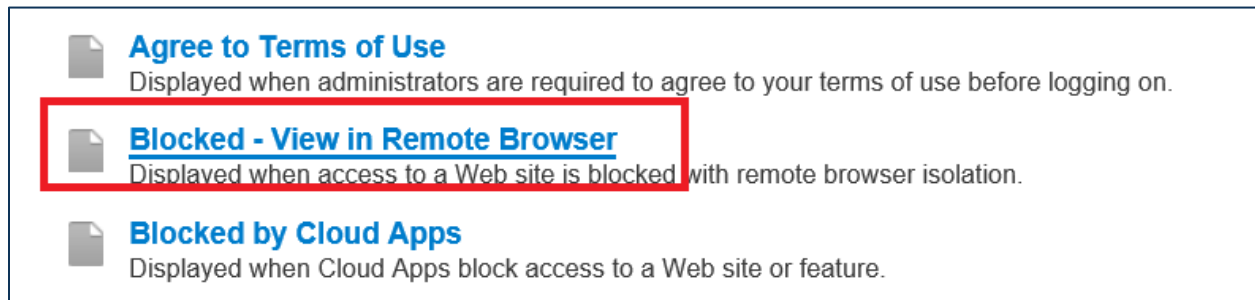 Agree to Terms of Use
Displayed when administrators are required to agree to your terms of use before logging on.
Blocked - View in Remote Browser
Displayed when access to a Web site is blocked with remote browser isolation.
Blocked by Cloud Apps
Displayed when Cloud Apps block access to a Web site or feature.